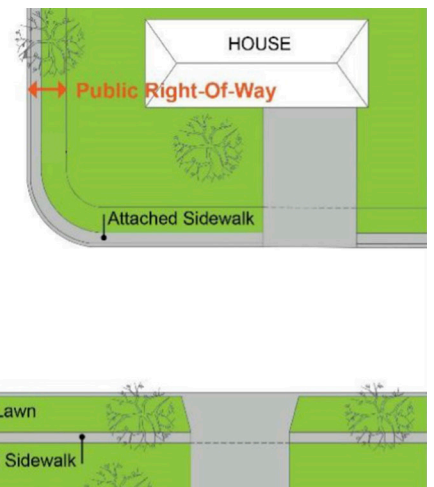 HOUSE
Public Right-Of-Way
Attached Sidewalk
Lawn
Sidewalk